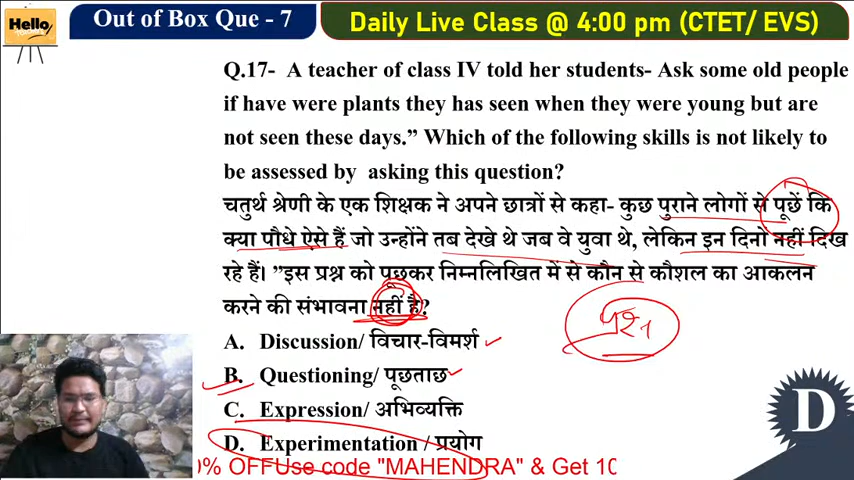 Hello
Out of Box Que - 7
Daily Live Class @ 4:00 pm (CTET/ EVS)
Q.17- A teacher of class IV told her students- Ask some old people
if have were plants they has seen when they were young but are
not seen these days.” Which of the following skills is not likely to
be assessed by asking this question?
चतुर्थ श्रेणी के एक शिक्षक ने अपने छात्रों से कहा- कुछ पुराने लोगों से पूछें कि
क्या पौधे ऐसे हैं जो उन्होंने तब देखे थे जब वे युवा थे, लेकिन इन दिनों नहीं दिख
रहे हैं। ”इस प्रश्न को पूछकर निम्नलिखित में से कौन से कौशल का आकलन
करने की संभावना नहीं है?
A. Discussion/ विचार-विमर्श
B. Questioning/ पूछताछ
C. Expression/ अभिव्यक्ति
D. Experimentation / प्रयोग
D
% OFFUse code "MAHENDRA" & Get 10